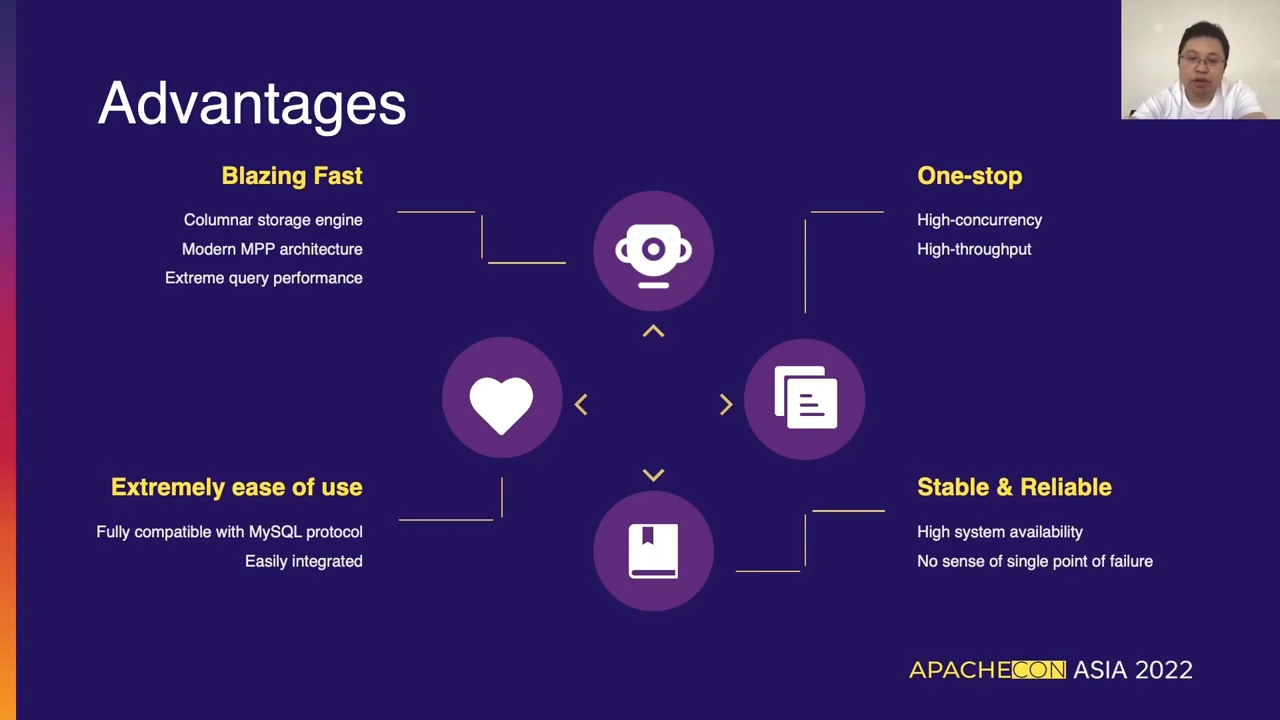 Advantages
Blazing Fast
Columnar storage engine
Modern MPP architecture
Extreme query performance
One-stop
High-concurrency
High-throughput
Extremely ease of use
Fully compatible with MySQL protocol
Easily integrated
Stable & Reliable
High system availability
No sense of single point of failure
APACHECON ASIA 2022